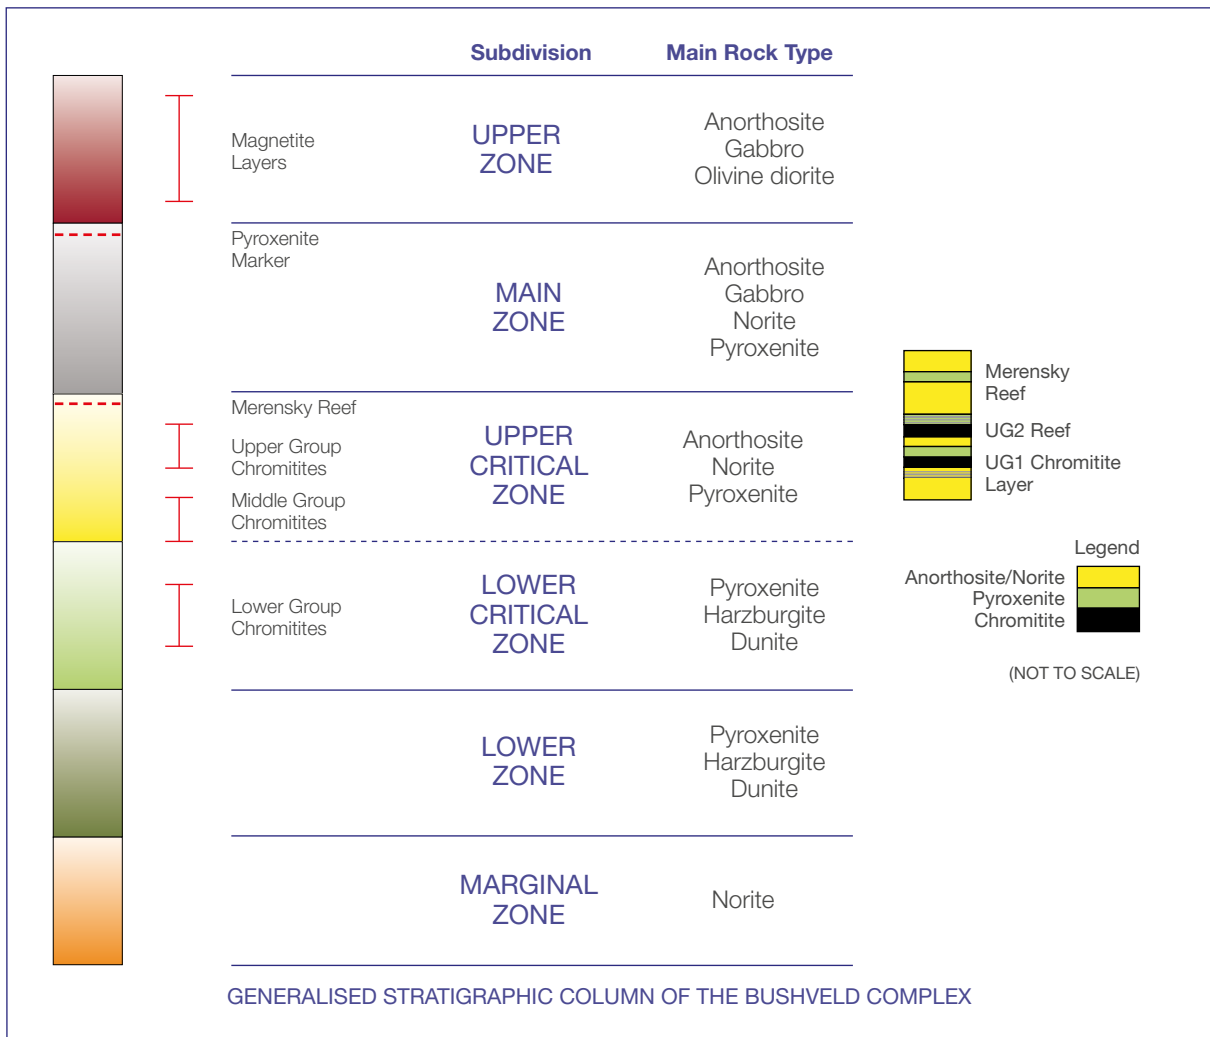 Subdivision
Main Rock Type
Magnetite
Layers
UPPER
ZONE
Anorthosite
Gabbro
Olivine diorite
Pyroxenite
Marker
MAIN
ZONE
Anorthosite
Gabbro
Norite
Pyroxenite
Merensky Reef
Upper Group
Chromitites
Middle Group
Chromitites
UPPER
CRITICAL
ZONE
Anorthosite
Norite
Pyroxenite
Lower Group
Chromitites
LOWER
CRITICAL
ZONE
Pyroxenite
Harzburgite
Dunite
LOWER
ZONE
Pyroxenite
Harzburgite
Dunite
MARGINAL
ZONE
Norite
Merensky
Reef
UG2 Reef
UG1 Chromitite
Layer
Legend
Anorthosite/Norite
Pyroxenite
Chromitite
(NOT TO SCALE)
GENERALISED STRATIGRAPHIC COLUMN OF THE BUSHVELD COMPLEX